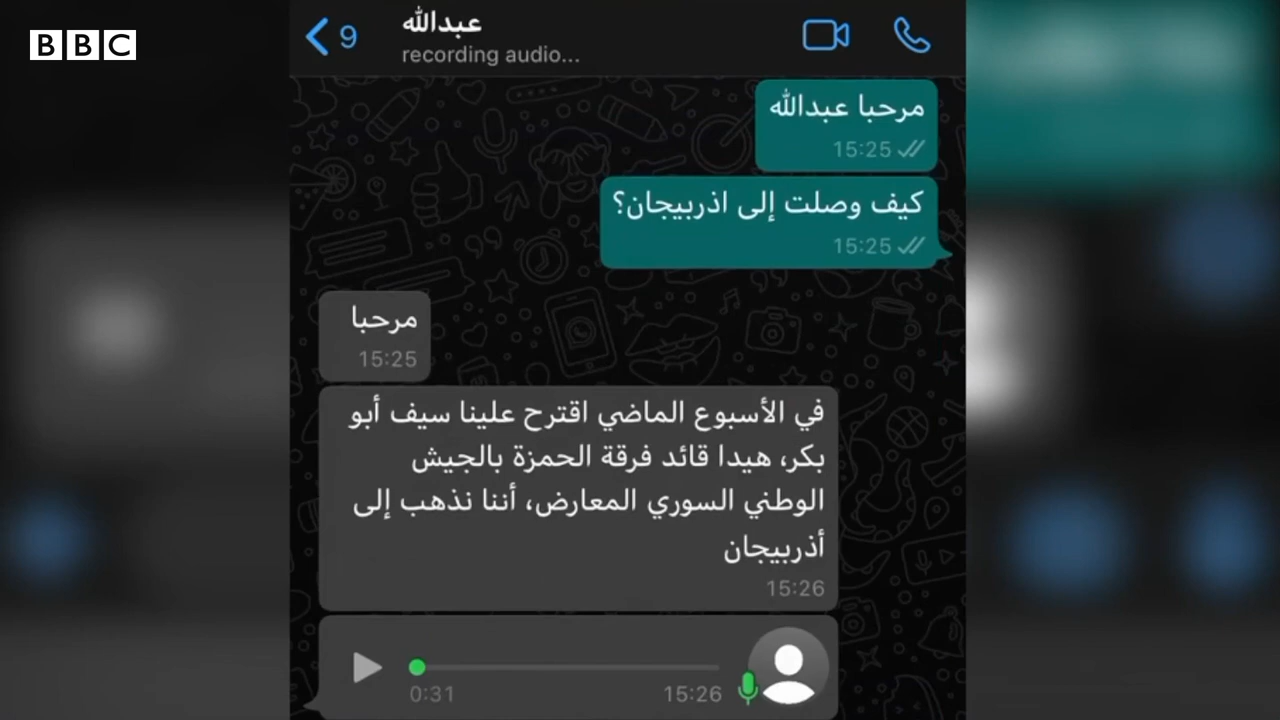 BBC
9
عبدالله
recording audio...
مرحبا عبدالله
15:25
كيف وصلت إلى اذربيجان؟
15:25
مرحبا
15:25
في الأسبوع الماضي اقترح علينا سيف أبو
بكر، هيدا قائد فرقة الحمزة بالجيش
الوطني السوري المعارض، أننا نذهب إلى
أذربيجان
15:26
0:31
15:26